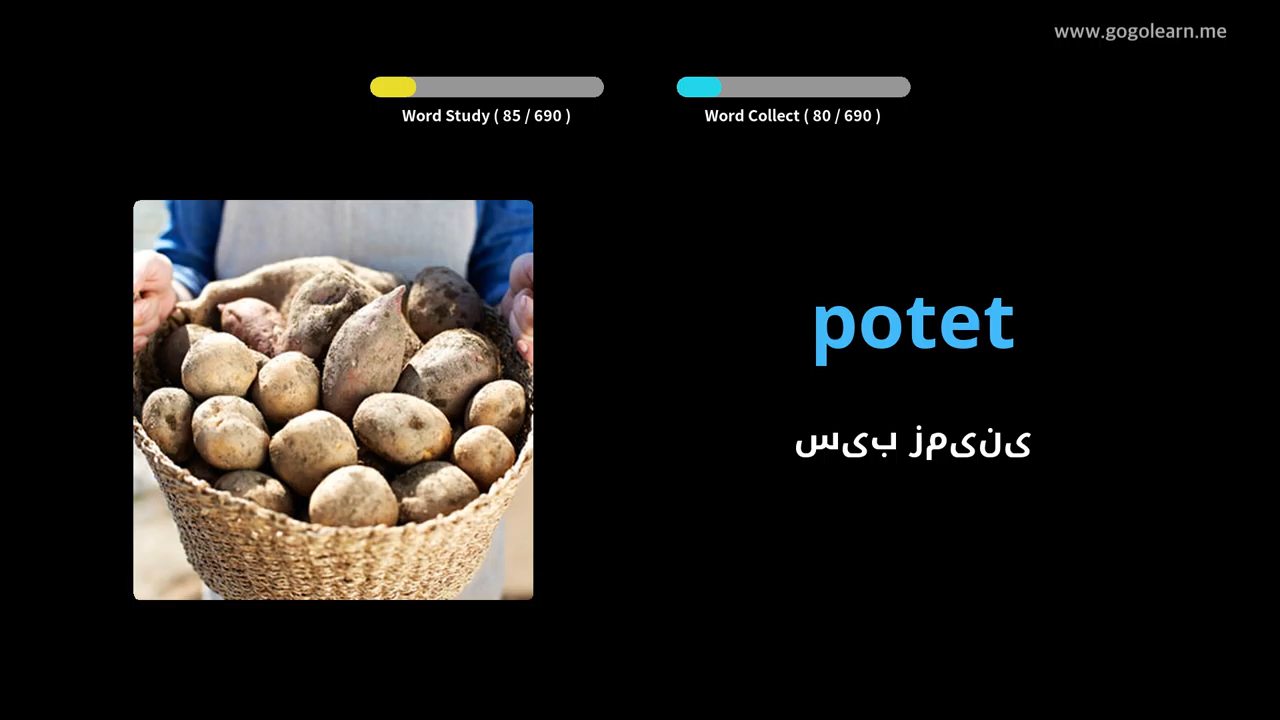 www.gogolearn.me
Word Study ( 85 / 690 )
Word Collect ( 80 / 690 )
potet
سیب زمینی